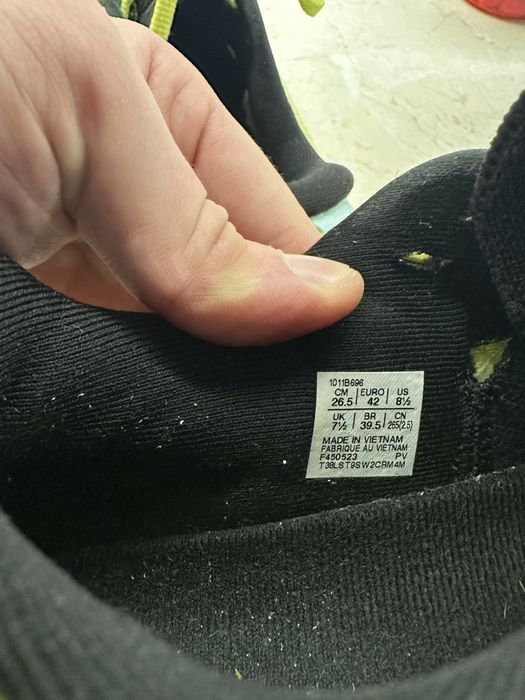 1011B696
CM | EURO | US
26.5 | 42 | 8½
UK | BR | CN
7½ | 39.5 | 265(2.5)
MADE IN VIETNAM
FABRIQUE AU VIETNAM
F450523 PV
T38LST9SW2CRM4M